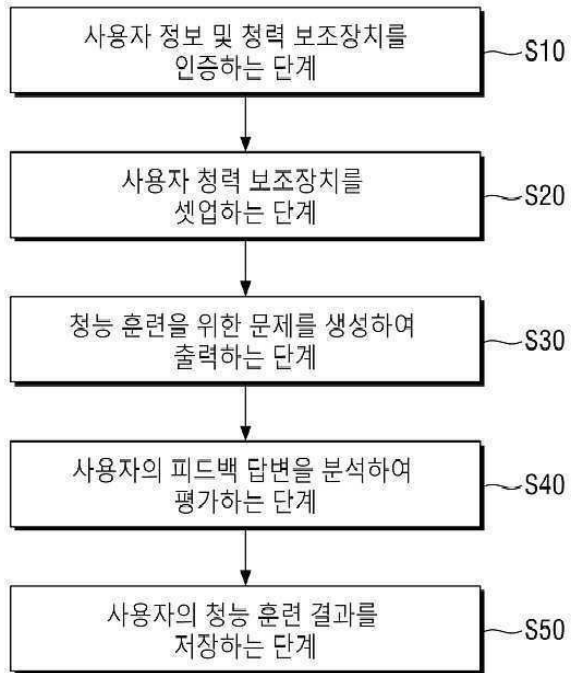 사용자 정보 및 청력 보조장치를
인증하는 단계
S10
사용자 청력 보조장치를
셋업하는 단계
S20
청능 훈련을 위한 문제를 생성하여
출력하는 단계
S30
사용자의 피드백 답변을 분석하여
평가하는 단계
S40
사용자의 청능 훈련 결과를
저장하는 단계
S50